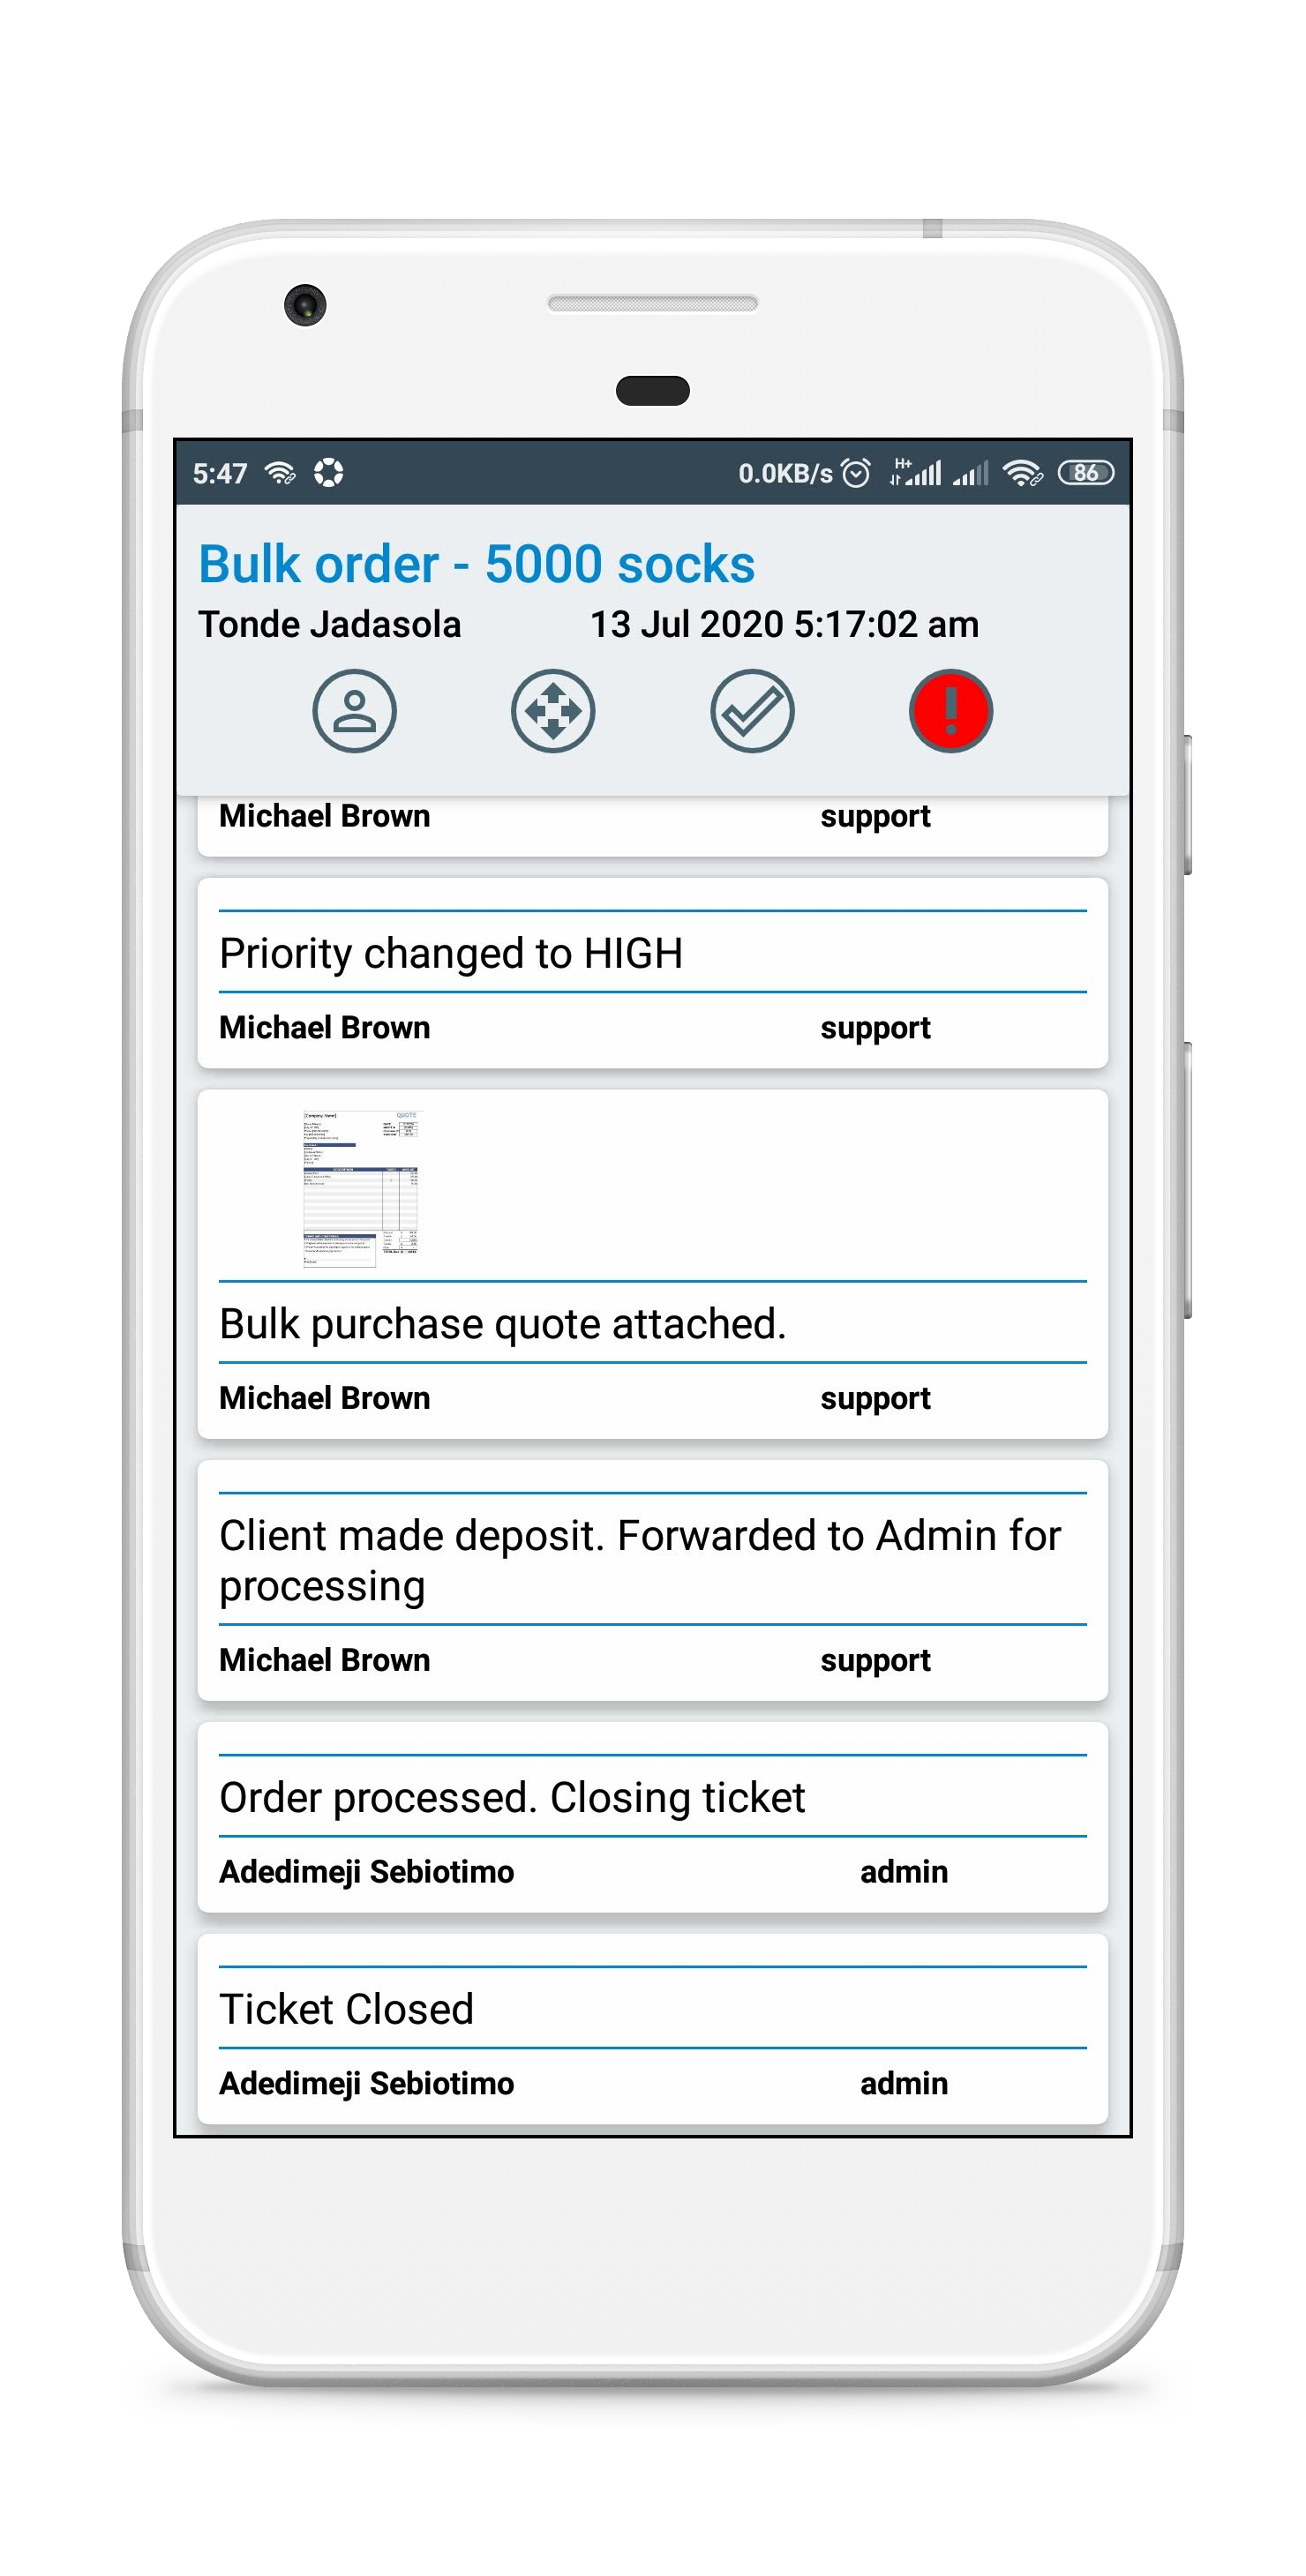 5:47 0.0KB/s H+ 86
Bulk order - 5000 socks
Tonde Jadasola 13 Jul 2020 5:17:02 am
Michael Brown support
Priority changed to HIGH
Michael Brown support
[Company Name] QUOTE
Bulk purchase quote attached.
Michael Brown support
Client made deposit. Forwarded to Admin for
processing
Michael Brown support
Order processed. Closing ticket
Adedimeji Sebiotimo admin
Ticket Closed
Adedimeji Sebiotimo admin